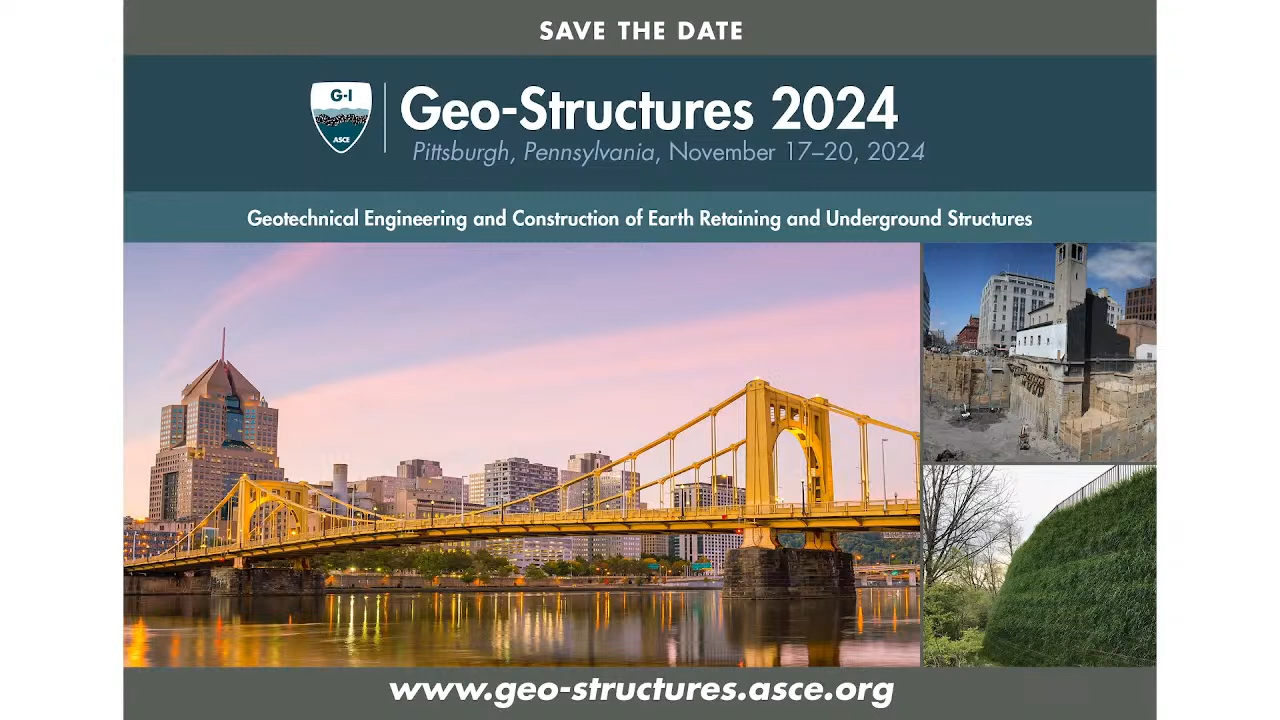 SAVE THE DATE
G-I
ASCE
Geo-Structures 2024
Pittsburgh, Pennsylvania, November 17–20, 2024
Geotechnical Engineering and Construction of Earth Retaining and Underground Structures
www.geo-structures.asce.org